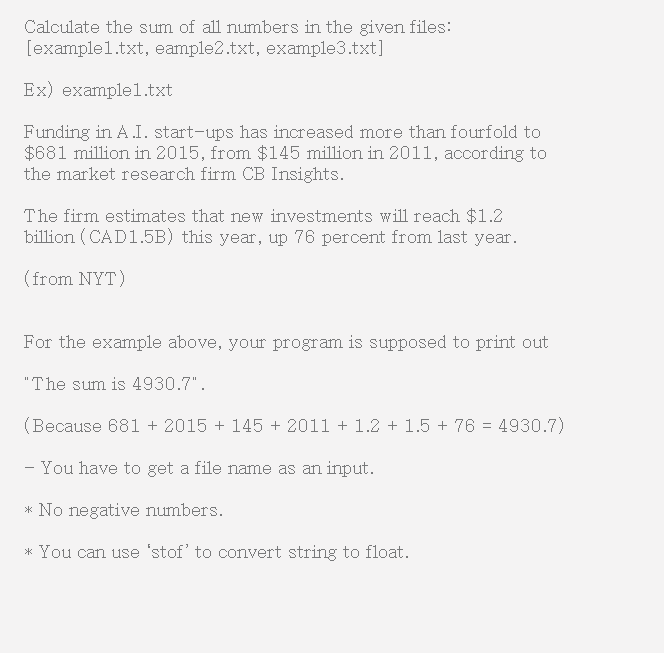 Calculate the sum of all numbers in the given files:
[example1.txt, eample2.txt, example3.txt]
Ex) example1.txt
Funding in A.I. start-ups has increased more than fourfold to
$681 million in 2015, from $145 million in 2011, according to
the market research firm CB Insights.
The firm estimates that new investments will reach $1.2
billion (CAD1.5B) this year, up 76 percent from last year.
(from NYT)
For the example above, your program is supposed to print out
"The sum is 4930.7".
(Because 681 + 2015 + 145 + 2011 + 1.2 + 1.5 + 76 = 4930.7)
- You have to get a file name as an input.
* No negative numbers.
* You can use ‘stof’ to convert string to float.